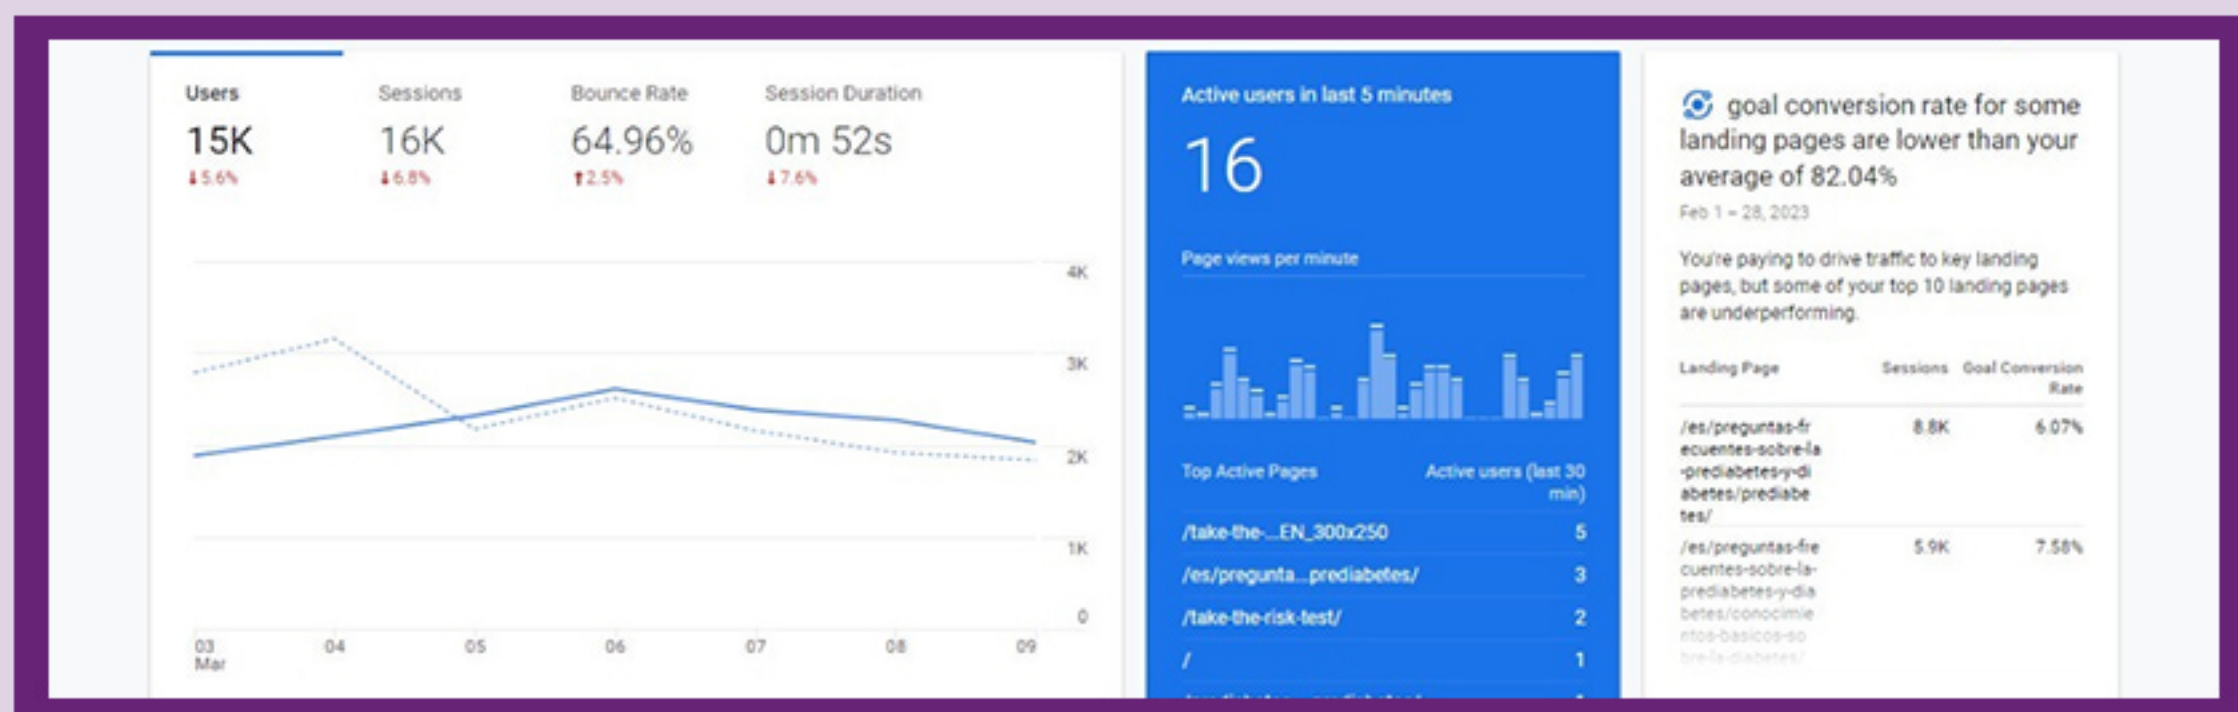 Users
15K
5.6%
Sessions
16K
6.8%
Bounce Rate
64.96%
2.5%
Session Duration
0m 52s
7.6%
4K
3K
2K
1K
0
03
Mar
04
05
06
07
08
09
Active users in last 5 minutes
16
Page views per minute
Top Active Pages
Active users (last 30
min)
/take-the-...EN_300x250
5
/es/pregunta...prediabetes/
3
/take-the-risk-test/
2
/
1
goal conversion rate for some
landing pages are lower than your
average of 82.04%
Feb 1 – 28, 2023
You're paying to drive traffic to key landing
pages, but some of your top 10 landing pages
are underperforming.
Landing Page
Sessions
Goal Conversion
Rate
/es/preguntas-fr
ecuentes-sobre-la
-prediabetes-y-di
abetes/prediabe
tes/
8.8K
6.07%
/es/preguntas-fre
cuentes-sobre-la-
prediabetes-y-dia
betes/conocimie
ntos-basicos-so
bre-la-diabetes/
5.9K
7.58%